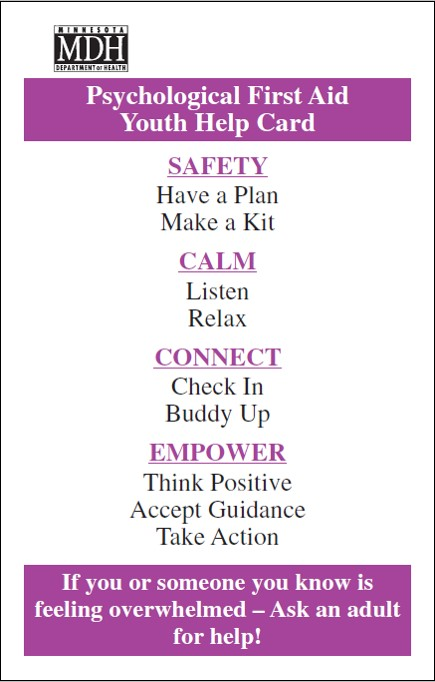 MINNESOTA
MDH
DEPARTMENT OF HEALTH
Psychological First Aid
Youth Help Card
SAFETY
Have a Plan
Make a Kit
CALM
Listen
Relax
CONNECT
Check In
Buddy Up
EMPOWER
Think Positive
Accept Guidance
Take Action
If you or someone you know is
feeling overwhelmed – Ask an adult
for help!